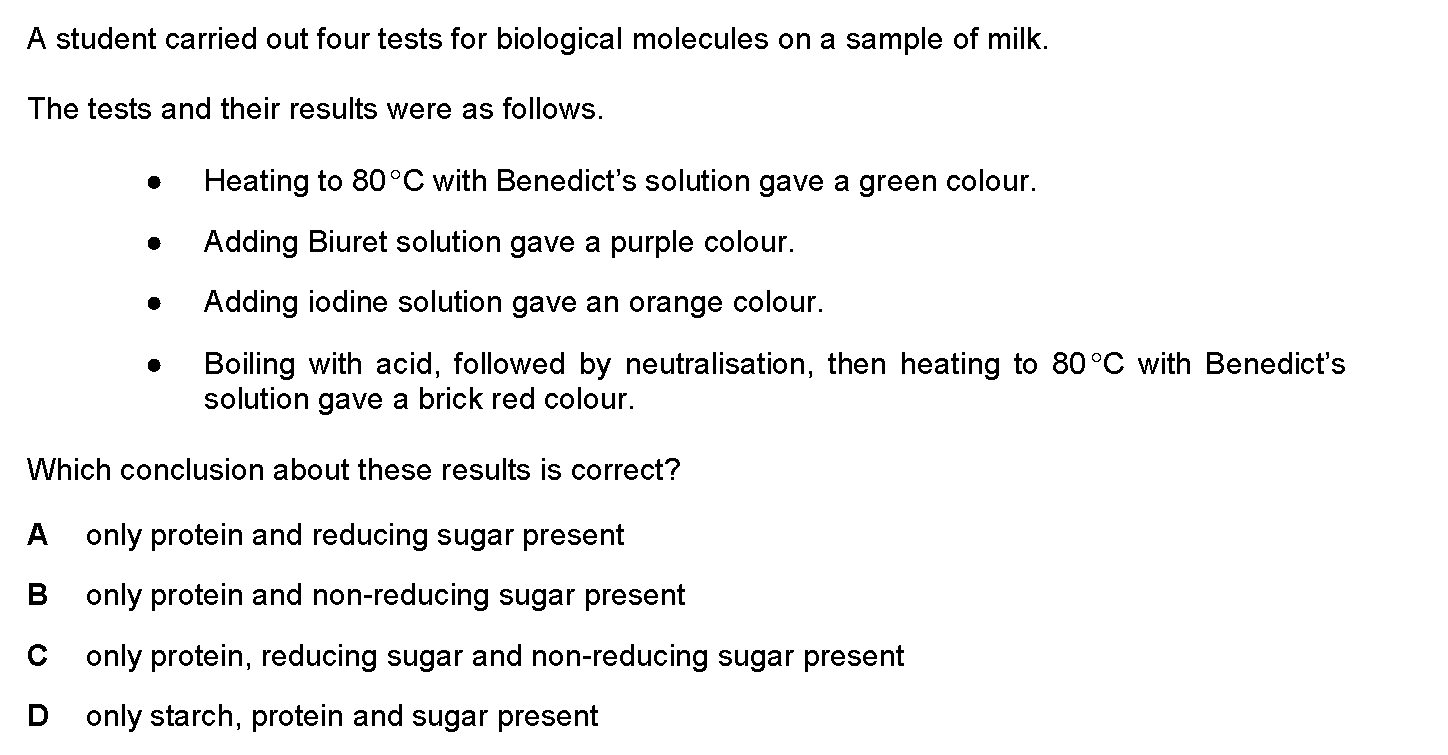 A student carried out four tests for biological molecules on a sample of milk.
The tests and their results were as follows.
● Heating to 80 °C with Benedict’s solution gave a green colour.
● Adding Biuret solution gave a purple colour.
● Adding iodine solution gave an orange colour.
● Boiling with acid, followed by neutralisation, then heating to 80 °C with Benedict’s
solution gave a brick red colour.
Which conclusion about these results is correct?
A only protein and reducing sugar present
B only protein and non-reducing sugar present
C only protein, reducing sugar and non-reducing sugar present
D only starch, protein and sugar present